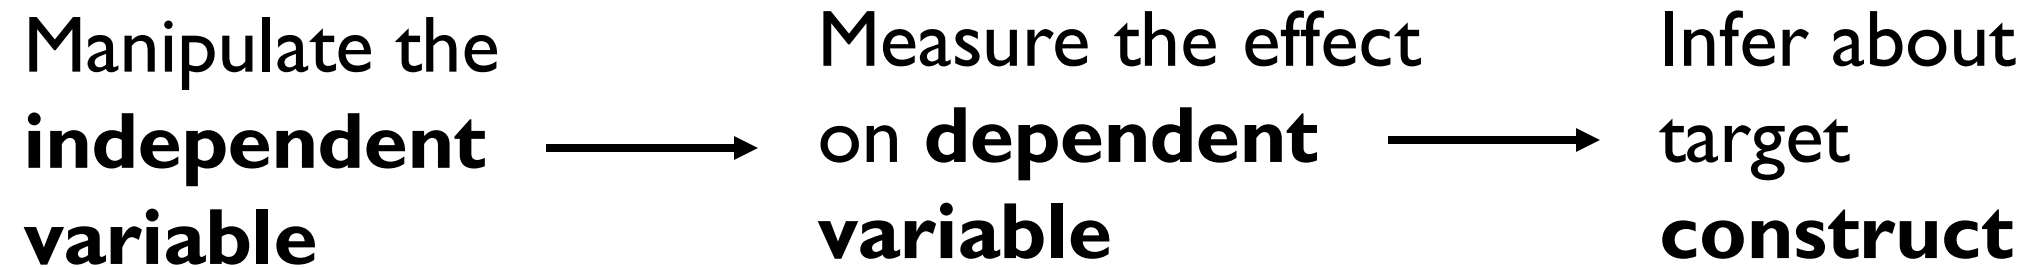 Manipulate the
independent
variable
Measure the effect
on dependent
variable
Infer about
target
construct